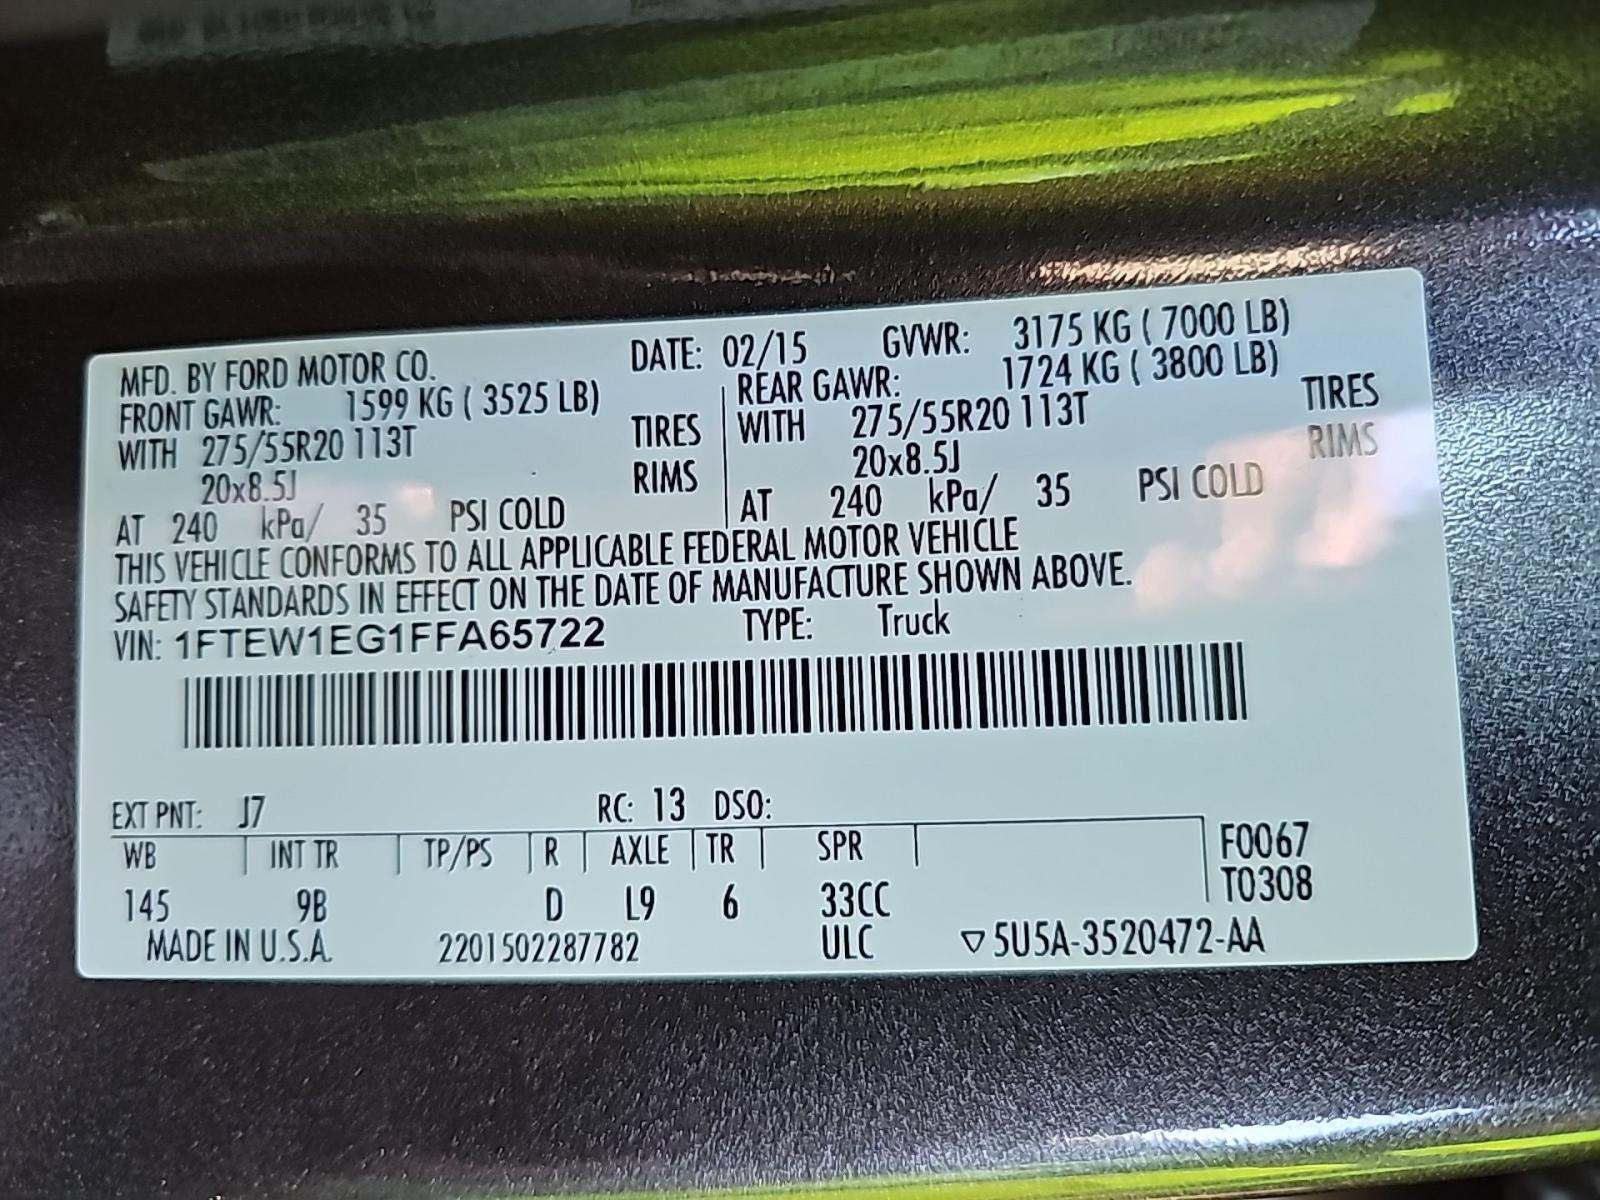 MFD. BY FORD MOTOR CO. DATE: 02/15 GVWR: 3175 KG ( 7000 LB)
FRONT GAWR: 1599 KG ( 3525 LB) REAR GAWR: 1724 KG ( 3800 LB)
WITH 275/55R20 113T TIRES WITH 275/55R20 113T TIRES
20x8.5J RIMS 20x8.5J RIMS
AT 240 kPa/ 35 PSI COLD AT 240 kPa/ 35 PSI COLD
THIS VEHICLE CONFORMS TO ALL APPLICABLE FEDERAL MOTOR VEHICLE
SAFETY STANDARDS IN EFFECT ON THE DATE OF MANUFACTURE SHOWN ABOVE.
VIN: 1FTEW1EG1FFA65722 TYPE: Truck
EXT PNT: J7 RC: 13 DSO:
WB INT TR TP/PS R AXLE TR SPR F0067
145 9B D L9 6 33CC T0308
MADE IN U.S.A. 2201502287782 ULC ▽ 5U5A-3520472-AA